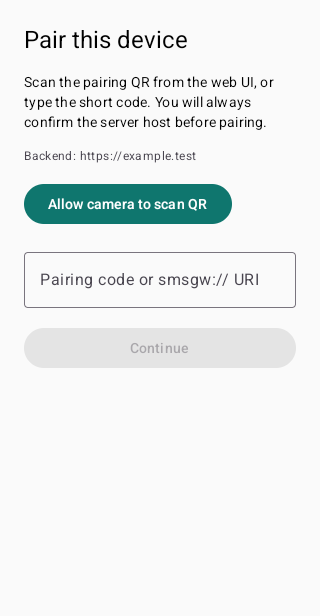 Pair this device
Scan the pairing QR from the web UI, or
type the short code. You will always
confirm the server host before pairing.
Backend: https://example.test
Allow camera to scan QR
Pairing code or smsgw:// URI
Continue